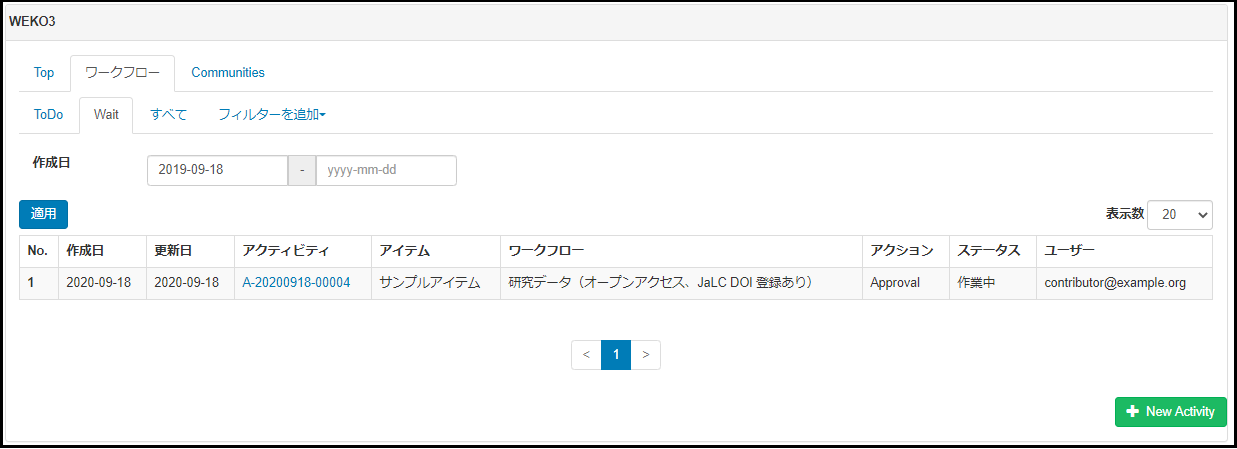 WEKO3
Top ワークフロー Communities
ToDo Wait すべて フィルターを追加
作成日 2019-09-18 - yyyy-mm-dd
適用 表示数 20
No. 作成日 更新日 アクティビティ アイテム ワークフロー アクション ステータス ユーザー
1 2020-09-18 2020-09-18 A-20200918-00004 サンプルアイテム 研究データ（オープンアクセス、JaLC DOI 登録あり） Approval 作業中 contributor@example.org
< 1 >
+ New Activity